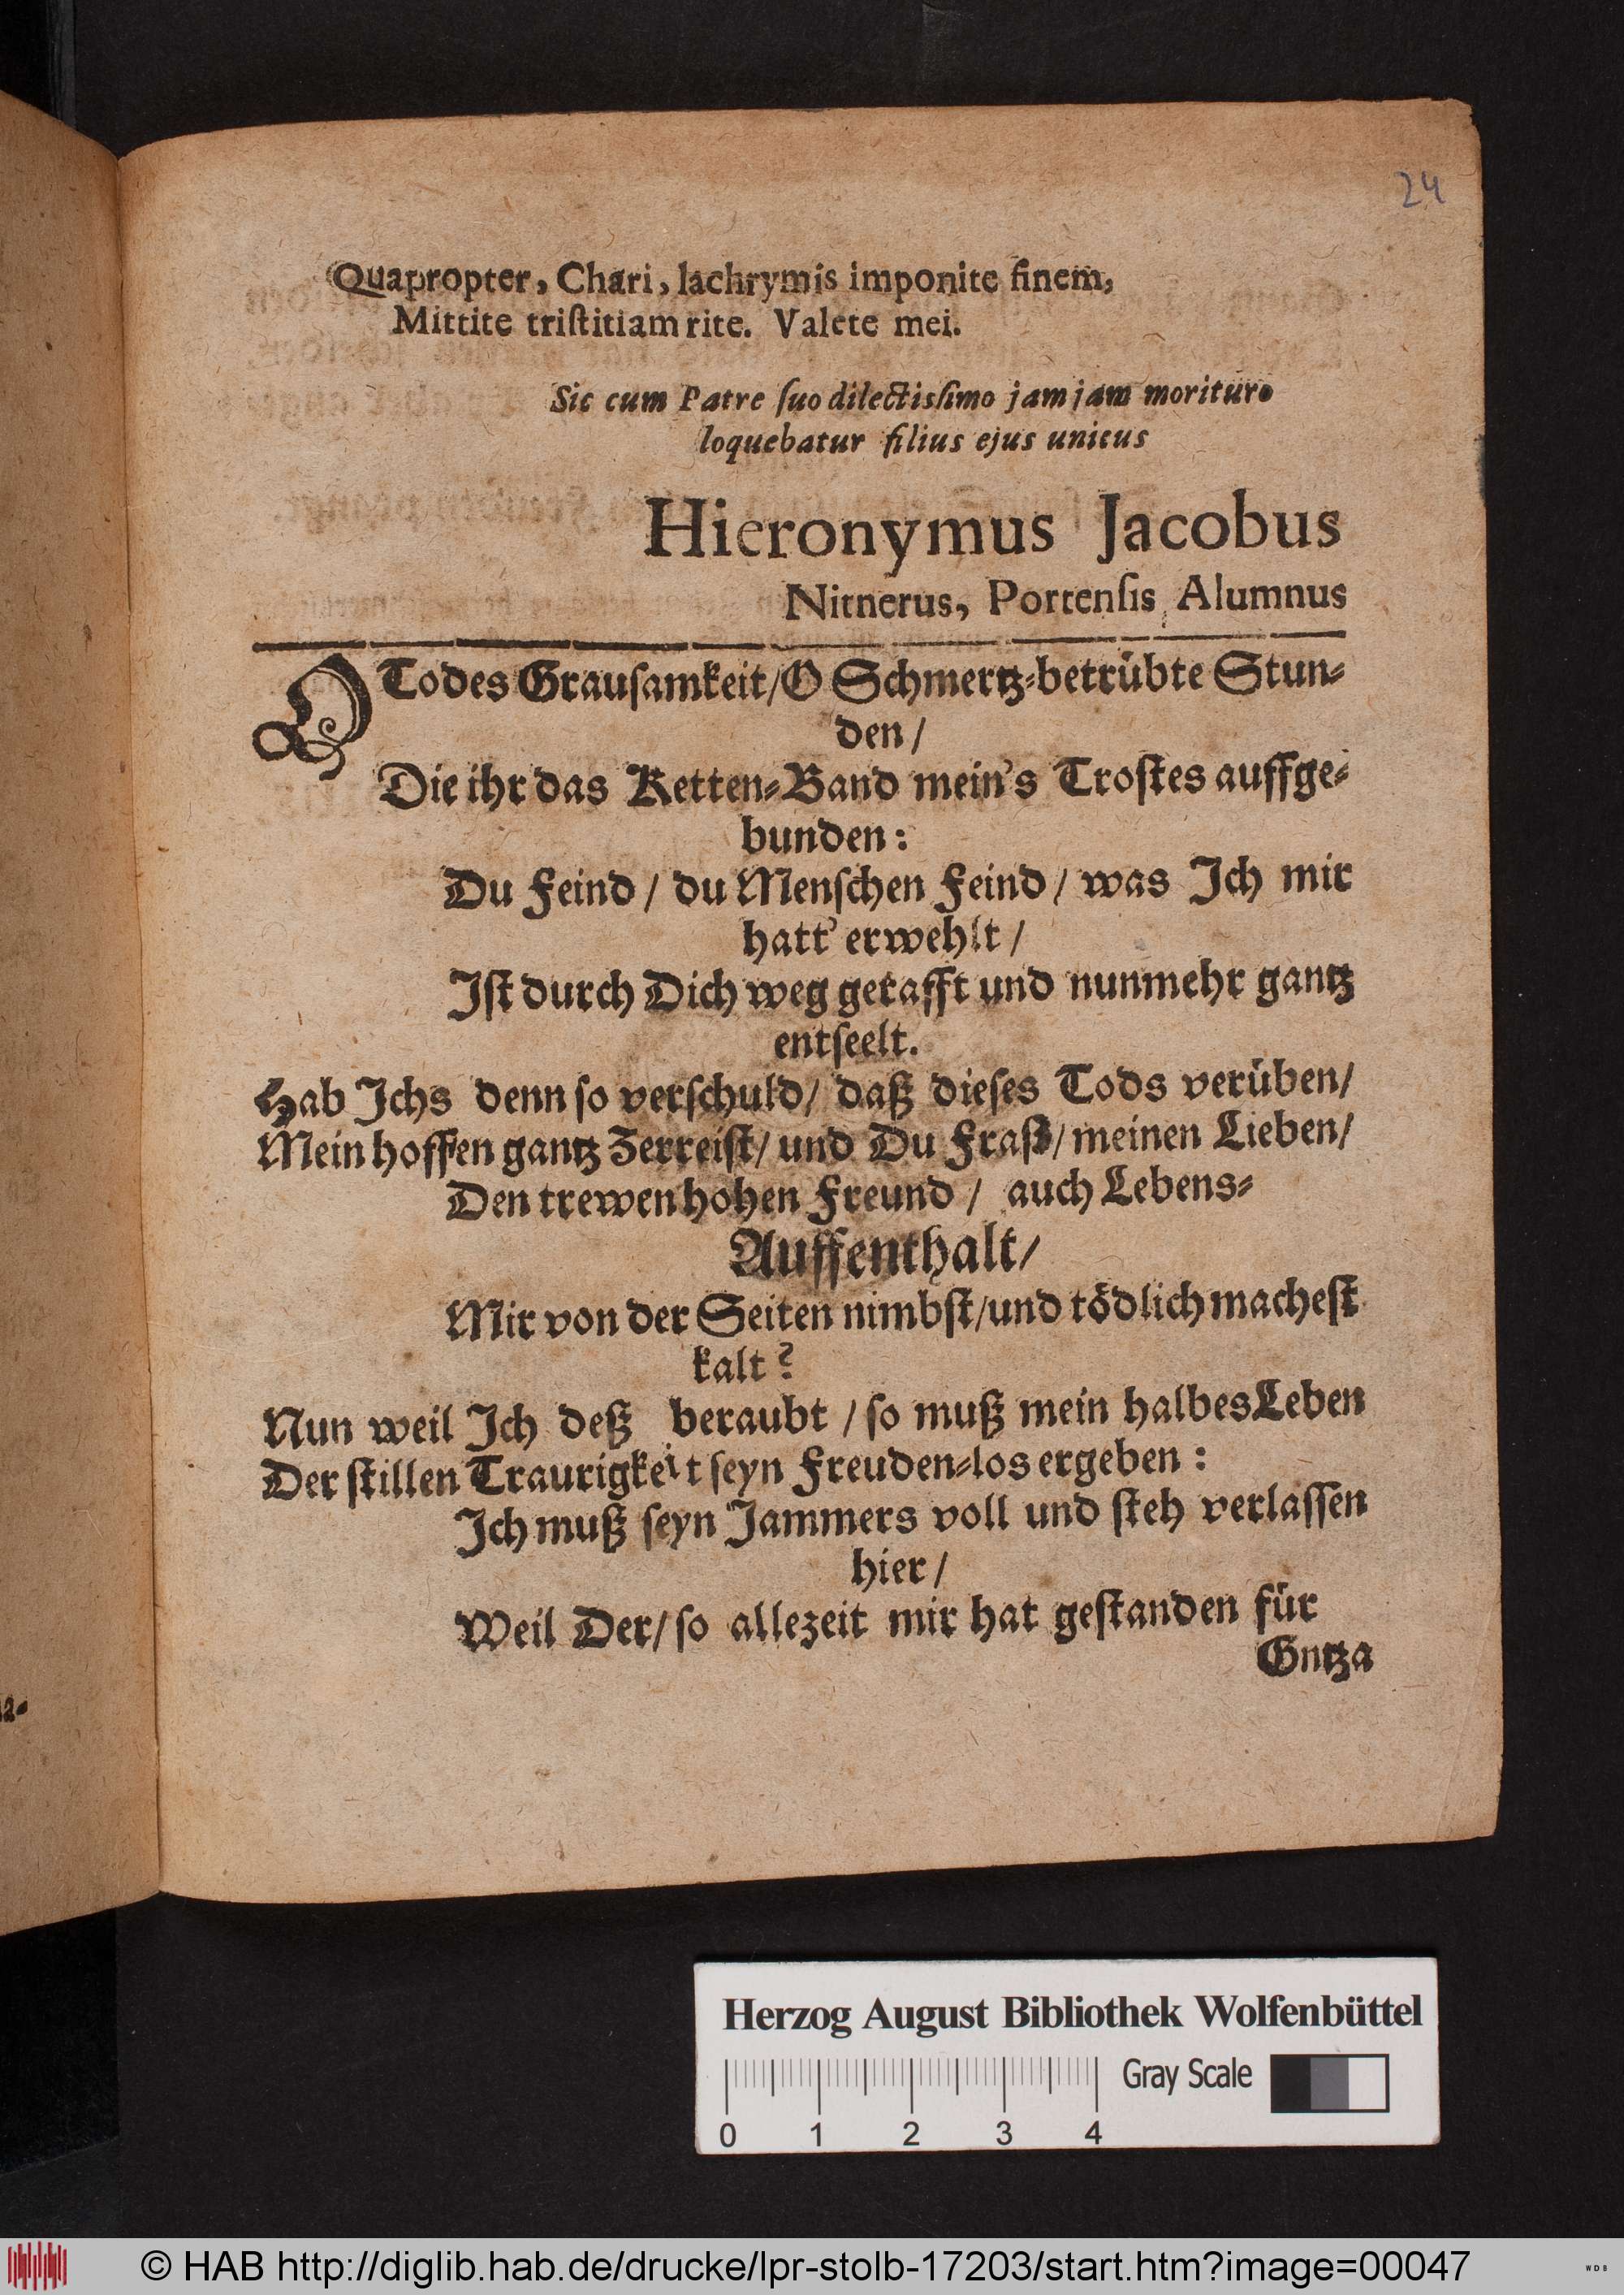 24
Quapropter, Chari, lachrymis imponite finem,
Mittite triſtitiam rite. Valete mei.
Sic cum Patre ſuo dilectisſimo jam jam morituro
loquebatur filius ejus unicus
Hieronymus Jacobus
Nitnerus, Portenſis Alumnus
O Todes Grauſamkeit/O Schmertz-betrübte Stun-
den/
Die ihr das Ketten-Band mein's Troſtes auffge-
bunden:
Du Feind / du Menſchen Feind / was Ich mir
hatt' erwehlt /
Iſt durch Dich weg gerafft und nunmehr gantz
entſeelt.
Hab Ichs denn ſo verſchuld/ daß dieſes Tods verüben/
Mein hoffen gantz Zerreiſt/ und Du Fraß/ meinen Lieben/
Den trewen hohen Freund / auch Lebens-
Auffenthalt/
Mir von der Seiten nimbſt/und tödlich macheſt
kalt?
Nun weil Ich deß beraubt / ſo muß mein halbes Leben
Der ſtillen Traurigkeit ſeyn Freuden-los ergeben:
Ich muß ſeyn Jammers voll und ſteh verlaſſen
hier/
Weil Der/ ſo allezeit mir hat geſtanden für
Gntza
Herzog August Bibliothek Wolfenbüttel
Gray Scale
0 1 2 3 4
© HAB http://diglib.hab.de/drucke/lpr-stolb-17203/start.htm?image=00047
WDB